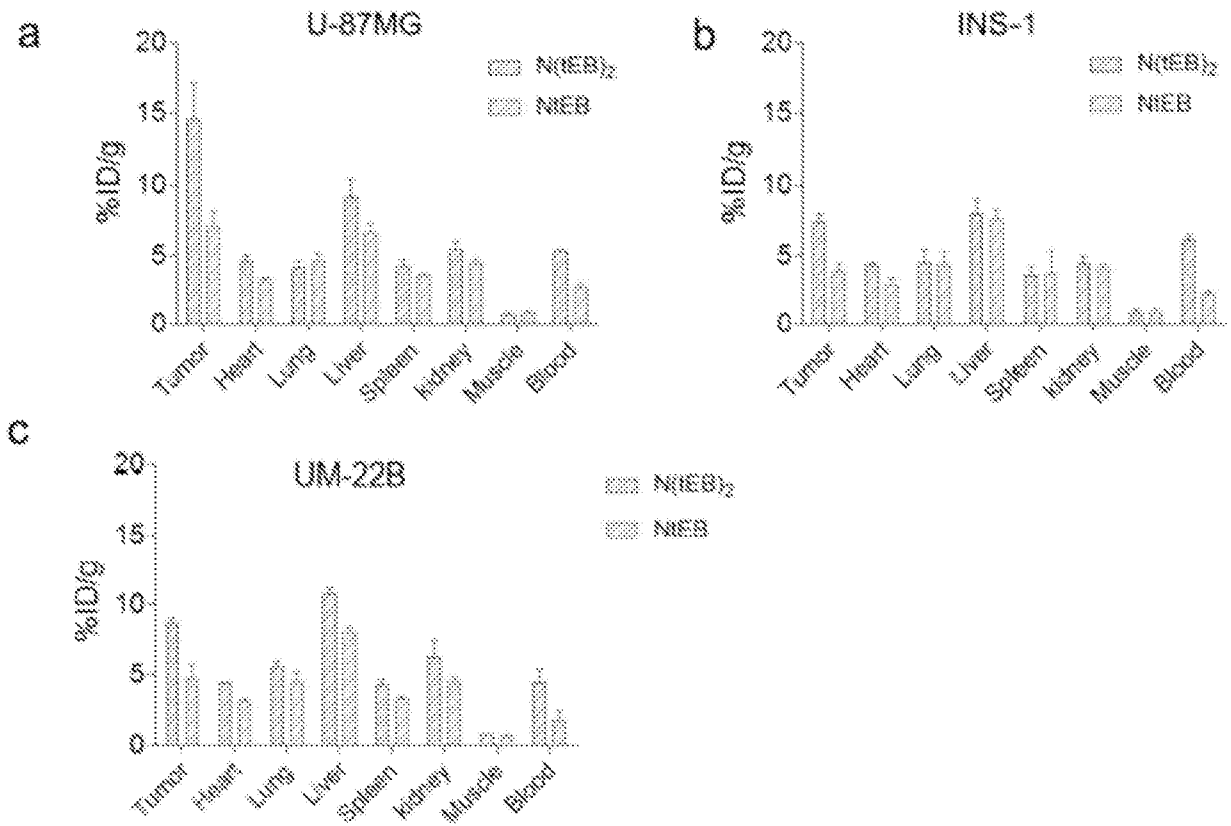 a
U-87MG
20
15
10
5
0
%ID/g
N(tEB)₂
NtEB
Tumor
Heart
Lung
Liver
Spleen
kidney
Muscle
Blood
b
INS-1
20
15
10
5
0
%ID/g
N(tEB)₂
NtEB
Tumor
Heart
Lung
Liver
Spleen
kidney
Muscle
Blood
c
UM-22B
20
15
10
5
0
%ID/g
N(tEB)₂
NtEB
Tumor
Heart
Lung
Liver
Spleen
kidney
Muscle
Blood